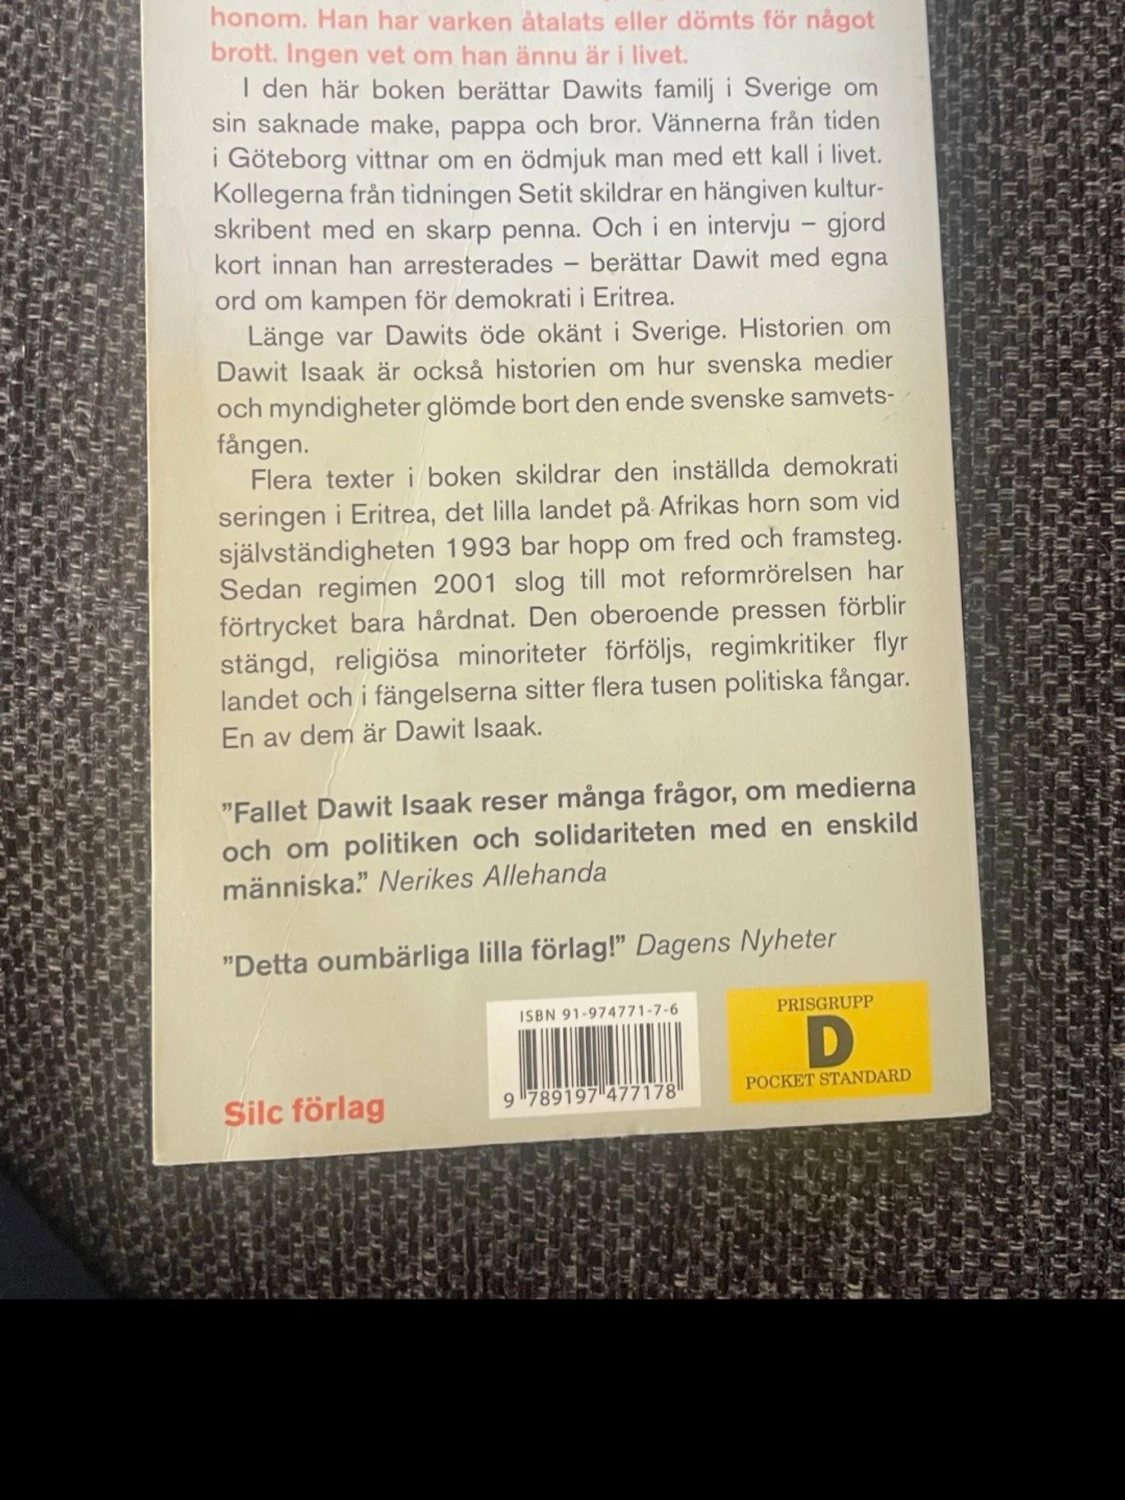 honom. Han har varken åtalats eller dömts för något
brott. Ingen vet om han ännu är i livet.
I den här boken berättar Dawits familj i Sverige om
sin saknade make, pappa och bror. Vännerna från tiden
i Göteborg vittnar om en ödmjuk man med ett kall i livet.
Kollegerna från tidningen Setit skildrar en hängiven kultur-
skribent med en skarp penna. Och i en intervju – gjord
kort innan han arresterades – berättar Dawit med egna
ord om kampen för demokrati i Eritrea.
Länge var Dawits öde okänt i Sverige. Historien om
Dawit Isaak är också historien om hur svenska medier
och myndigheter glömde bort den ende svenske samvets-
fången.
Flera texter i boken skildrar den inställda demokrati
seringen i Eritrea, det lilla landet på Afrikas horn som vid
självständigheten 1993 bar hopp om fred och framsteg.
Sedan regimen 2001 slog till mot reformrörelsen har
förtrycket bara hårdnat. Den oberoende pressen förblir
stängd, religiösa minoriteter förföljs, regimkritiker flyr
landet och i fängelserna sitter flera tusen politiska fångar.
En av dem är Dawit Isaak.
”Fallet Dawit Isaak reser många frågor, om medierna
och om politiken och solidariteten med en enskild
människa.” Nerikes Allehanda
”Detta oumbärliga lilla förlag!” Dagens Nyheter
ISBN 91-974771-7-6
9 789197 477178
PRISGRUPP
D
POCKET STANDARD
Silc förlag